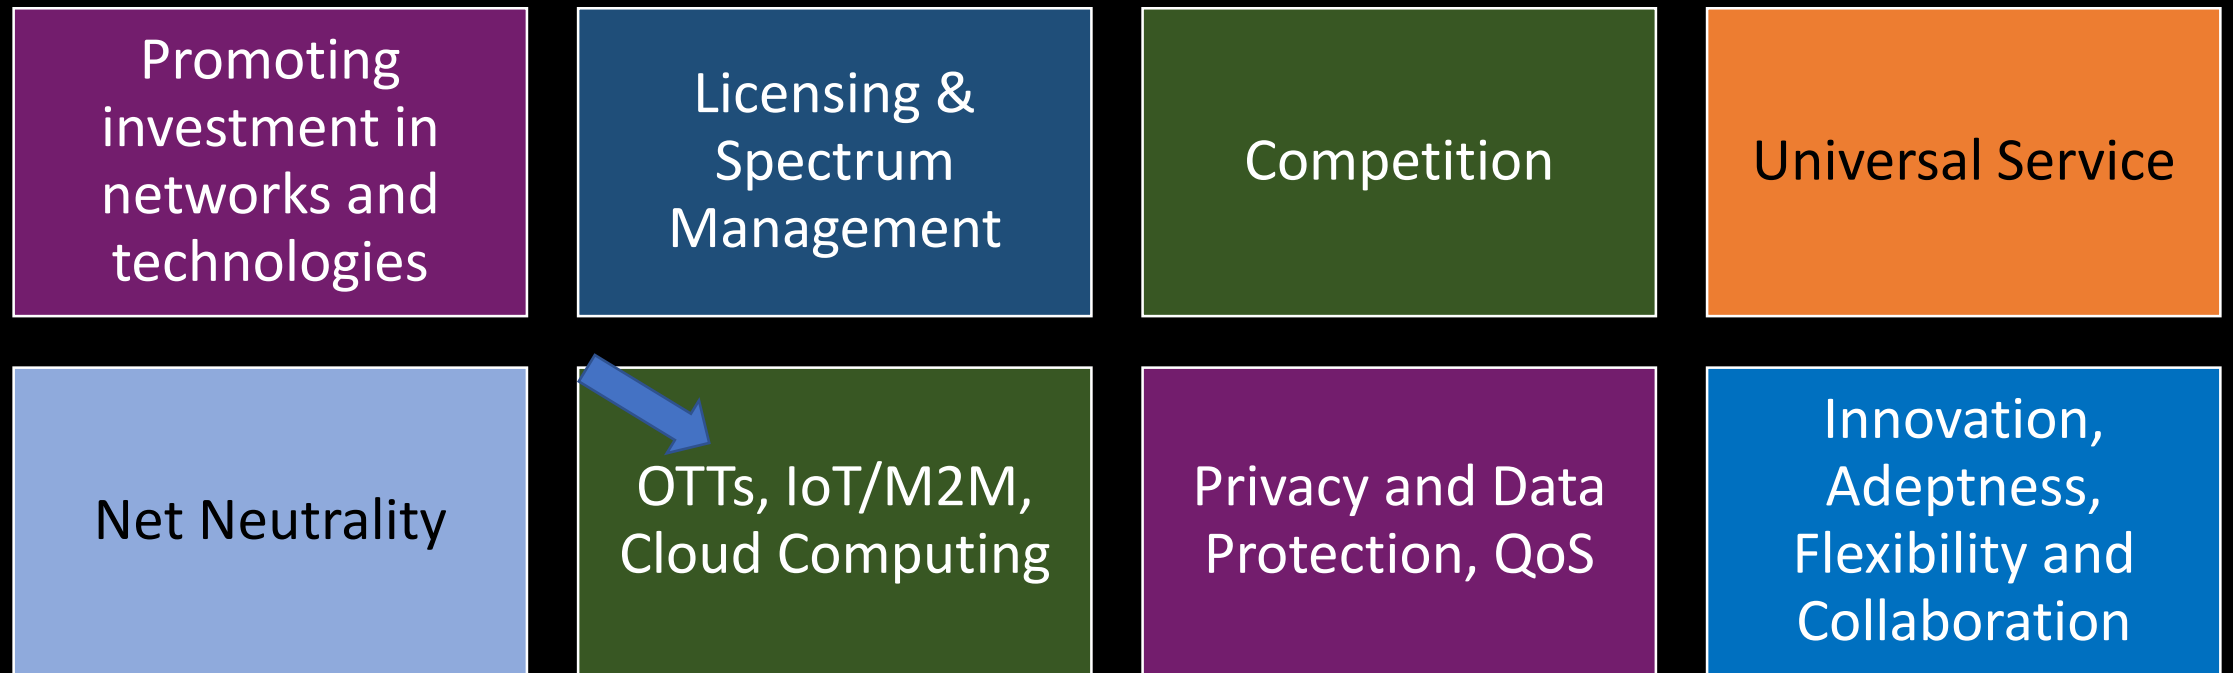 Promoting
investment in
networks and
technologies
Licensing &
Spectrum
Management
Competition
Universal Service
Net Neutrality
OTTs, IoT/M2M,
Cloud Computing
Privacy and Data
Protection, QoS
Innovation,
Adeptness,
Flexibility and
Collaboration